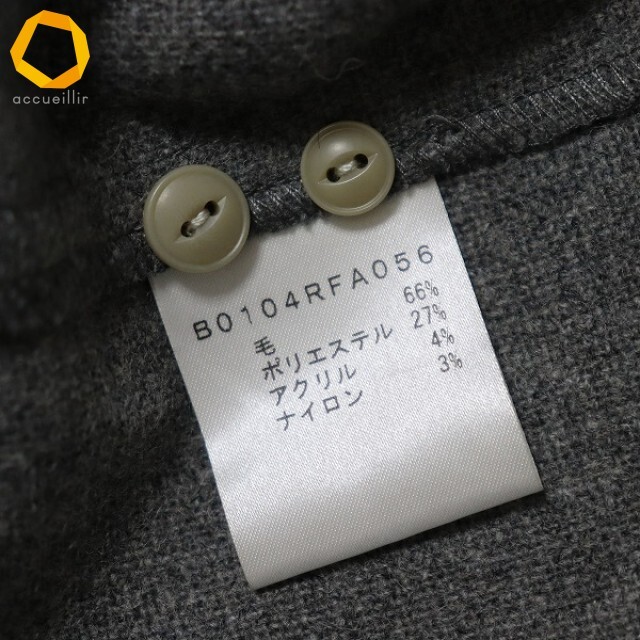 accueillir
B0104RFA056
毛 66%
ポリエステル 27%
アクリル 4%
ナイロン 3%